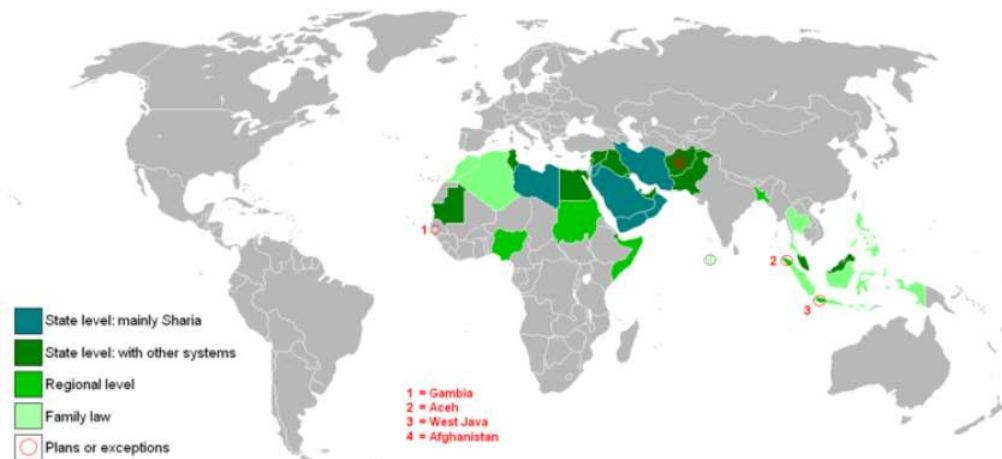 1
2
3
State level: mainly Sharia
State level: with other systems
Regional level
Family law
Plans or exceptions
1 = Gambia
2 = Aceh
3 = West Java
4 = Afghanistan